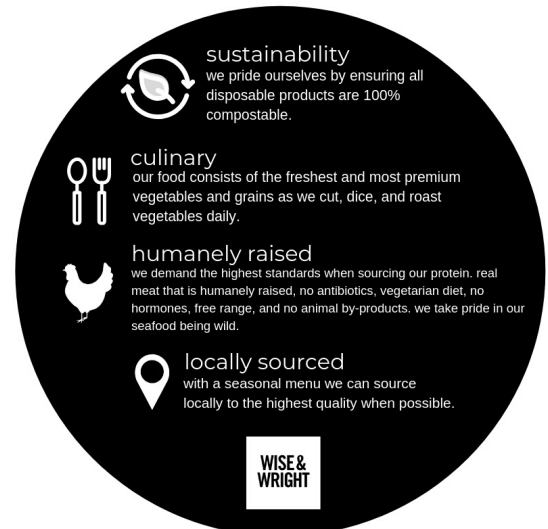 sustainability
we pride ourselves by ensuring all
disposable products are 100%
compostable.
culinary
our food consists of the freshest and most premium
vegetables and grains as we cut, dice, and roast
vegetables daily.
humanely raised
we demand the highest standards when sourcing our protein. real
meat that is humanely raised, no antibiotics, vegetarian diet, no
hormones, free range, and no animal by-products. we take pride in our
seafood being wild.
locally sourced
with a seasonal menu we can source
locally to the highest quality when possible.
WISE &
WRIGHT